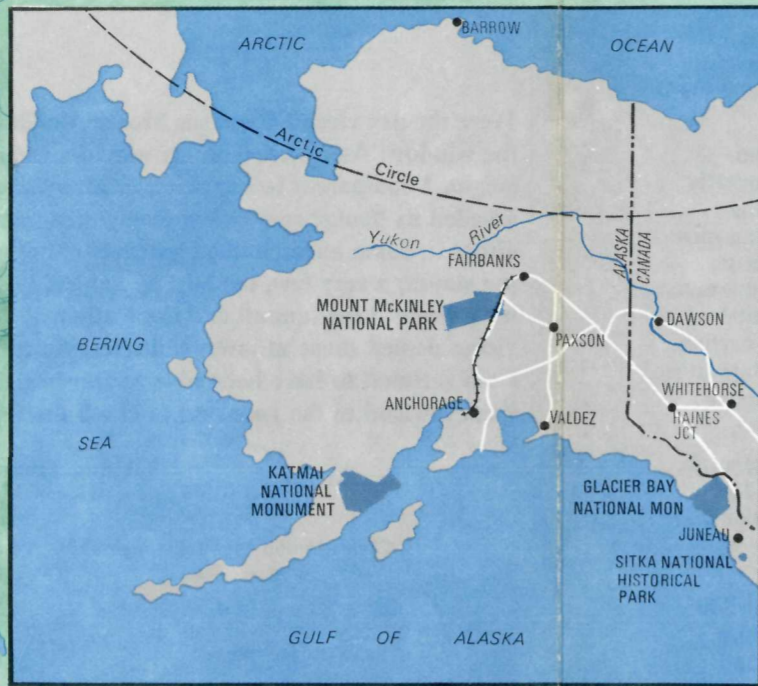 ARCTIC
BARROW
OCEAN
Arctic
Circle
Yukon River
FAIRBANKS
ALASKA
CANADA
MOUNT McKINLEY
NATIONAL PARK
DAWSON
PAXSON
BERING
SEA
WHITEHORSE
ANCHORAGE
VALDEZ
HAINES
JCT
KATMAI
NATIONAL
MONUMENT
GLACIER BAY
NATIONAL MON
JUNEAU
SITKA NATIONAL
HISTORICAL
PARK
GULF OF ALASKA